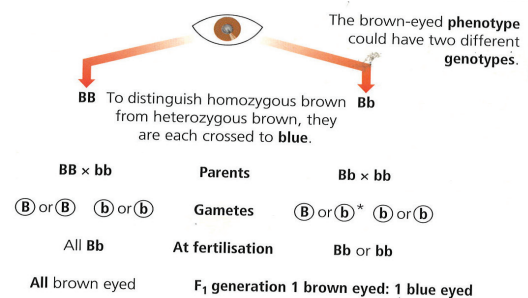 The brown-eyed phenotype
could have two different
genotypes.
BB To distinguish homozygous brown Bb
from heterozygous brown, they
are each crossed to blue.
BB × bb Parents Bb × bb
B or B b or b Gametes B or b* b or b
All Bb At fertilisation Bb or bb
All brown eyed F₁ generation 1 brown eyed: 1 blue eyed